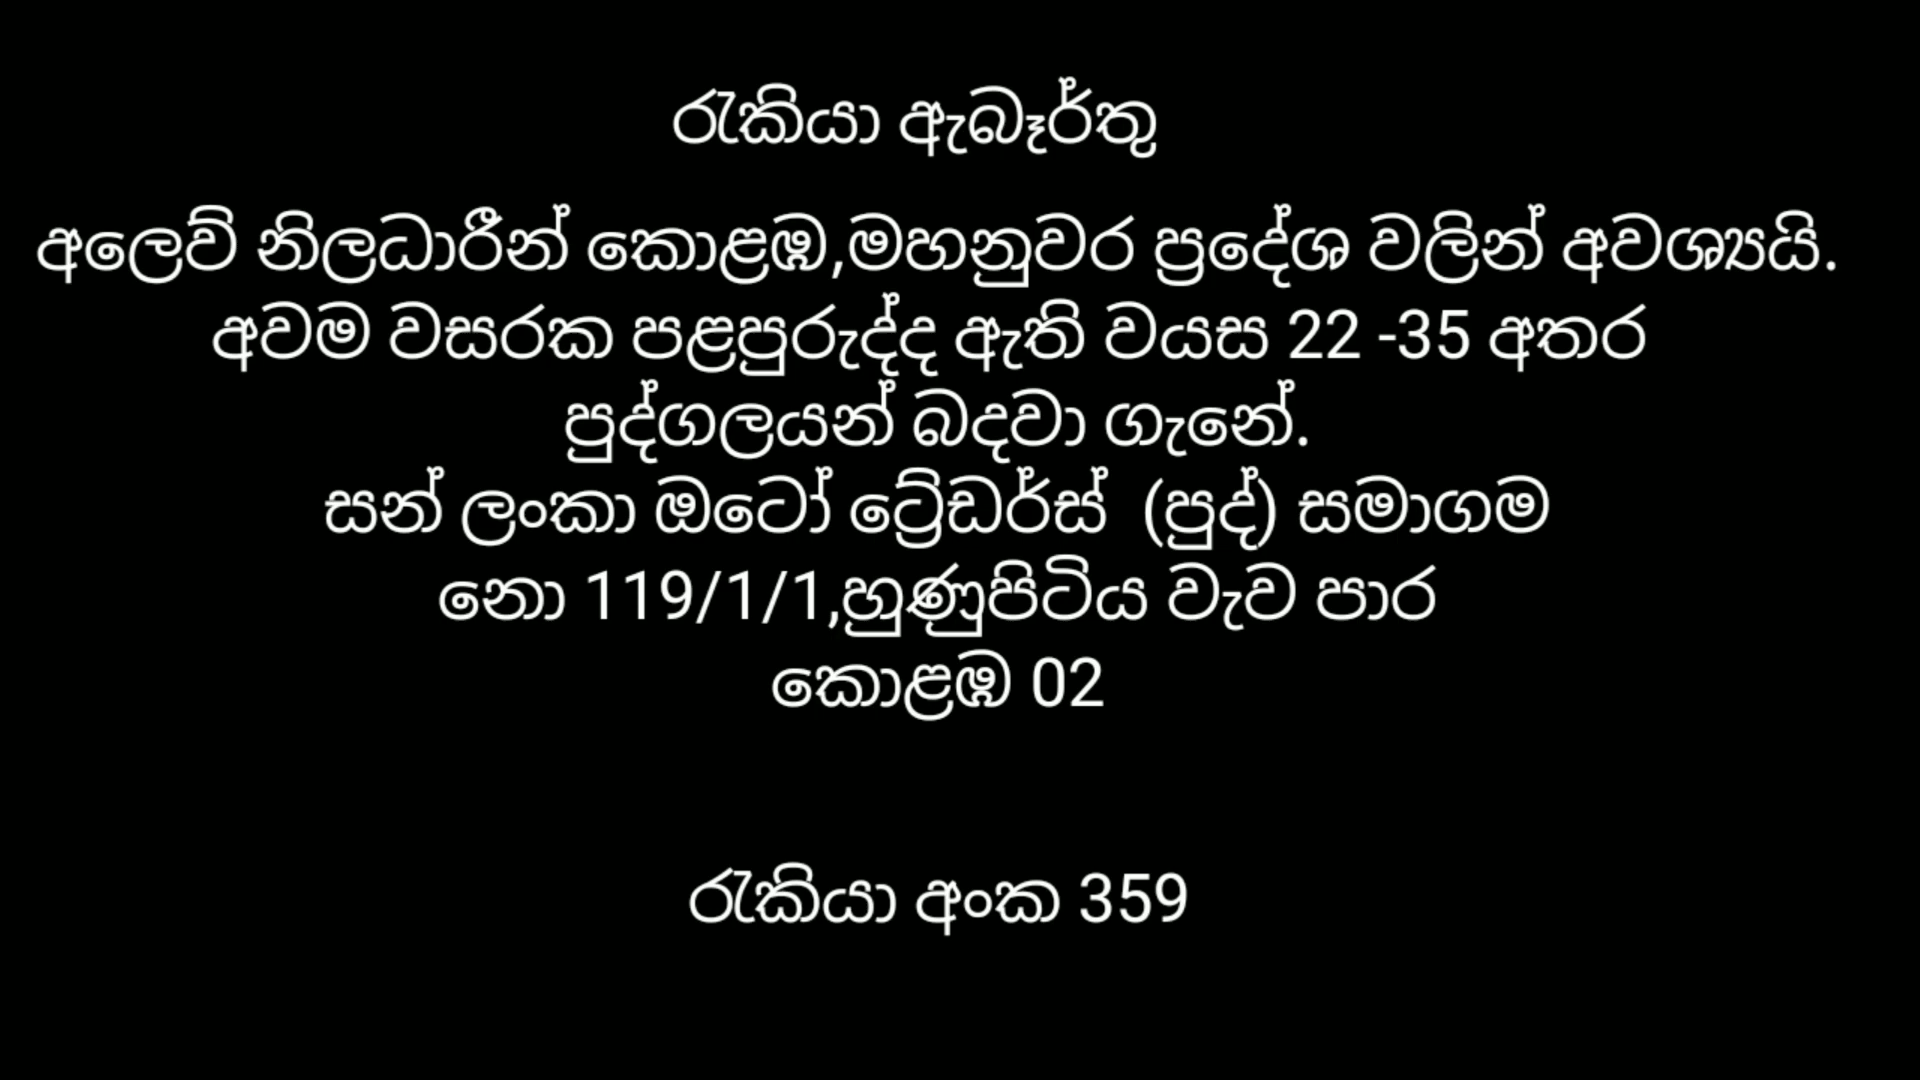 රැකියා ඇබෑර්තු
අලෙවි නිලධාරීන් කොළඹ,මහනුවර ප්‍රදේශ වලින් අවශ්‍යයි.
අවම වසරක පළපුරුද්ද ඇති වයස 22 -35 අතර
පුද්ගලයන් බදවා ගැනේ.
සන් ලංකා ඔටෝ ට්‍රේඩර්ස් (පුද්) සමාගම
නො 119/1/1,හුණුපිටිය වැව පාර
කොළඹ 02
රැකියා අංක 359